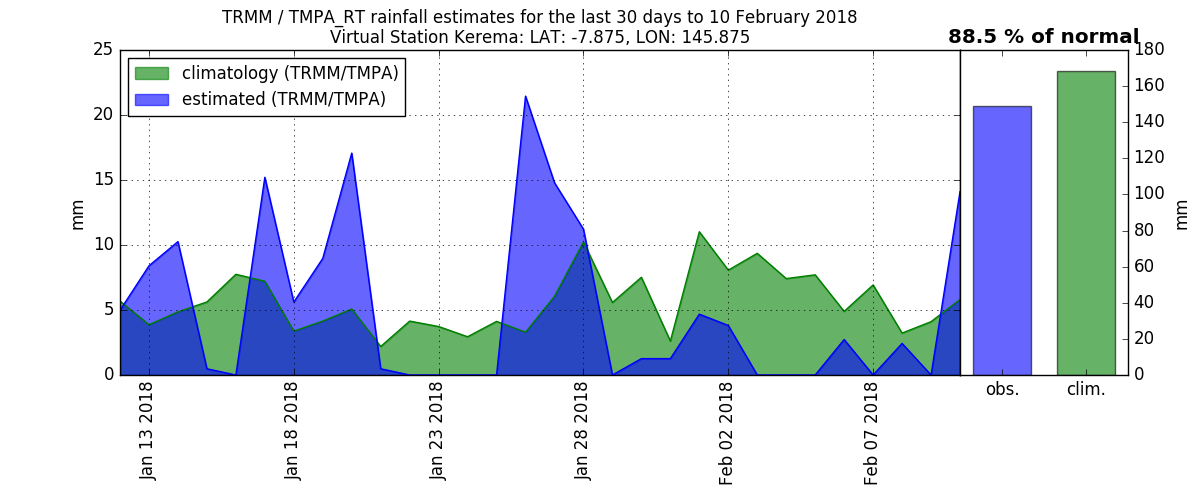 TRMM / TMPA_RT rainfall estimates for the last 30 days to 10 February 2018
Virtual Station Kerema: LAT: -7.875, LON: 145.875
88.5 % of normal
climatology (TRMM/TMPA)
estimated (TRMM/TMPA)
25
20
15
10
5
0
mm
180
160
140
120
100
80
60
40
20
0
mm
obs.
clim.
Jan 13 2018
Jan 18 2018
Jan 23 2018
Jan 28 2018
Feb 02 2018
Feb 07 2018